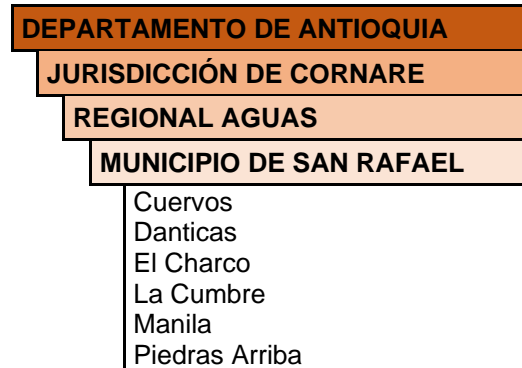 DEPARTAMENTO DE ANTIOQUIA
JURISDICCIÓN DE CORNARE
REGIONAL AGUAS
MUNICIPIO DE SAN RAFAEL
Cuervos
Danticas
El Charco
La Cumbre
Manila
Piedras Arriba